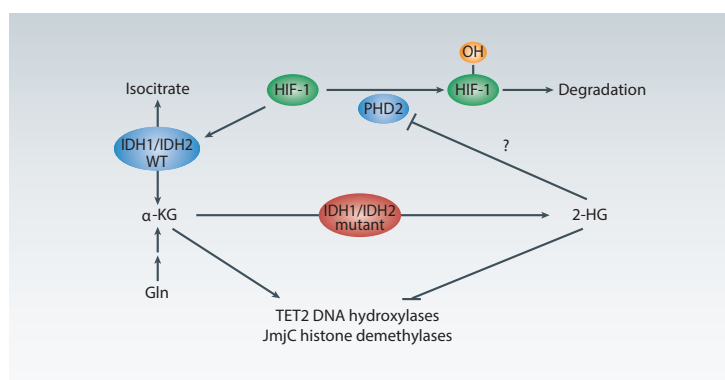 OH
Isocitrate
HIF-1
HIF-1
Degradation
PHD2
IDH1/IDH2
WT
?
α-KG
IDH1/IDH2
mutant
2-HG
Gln
TET2 DNA hydroxylases
JmjC histone demethylases